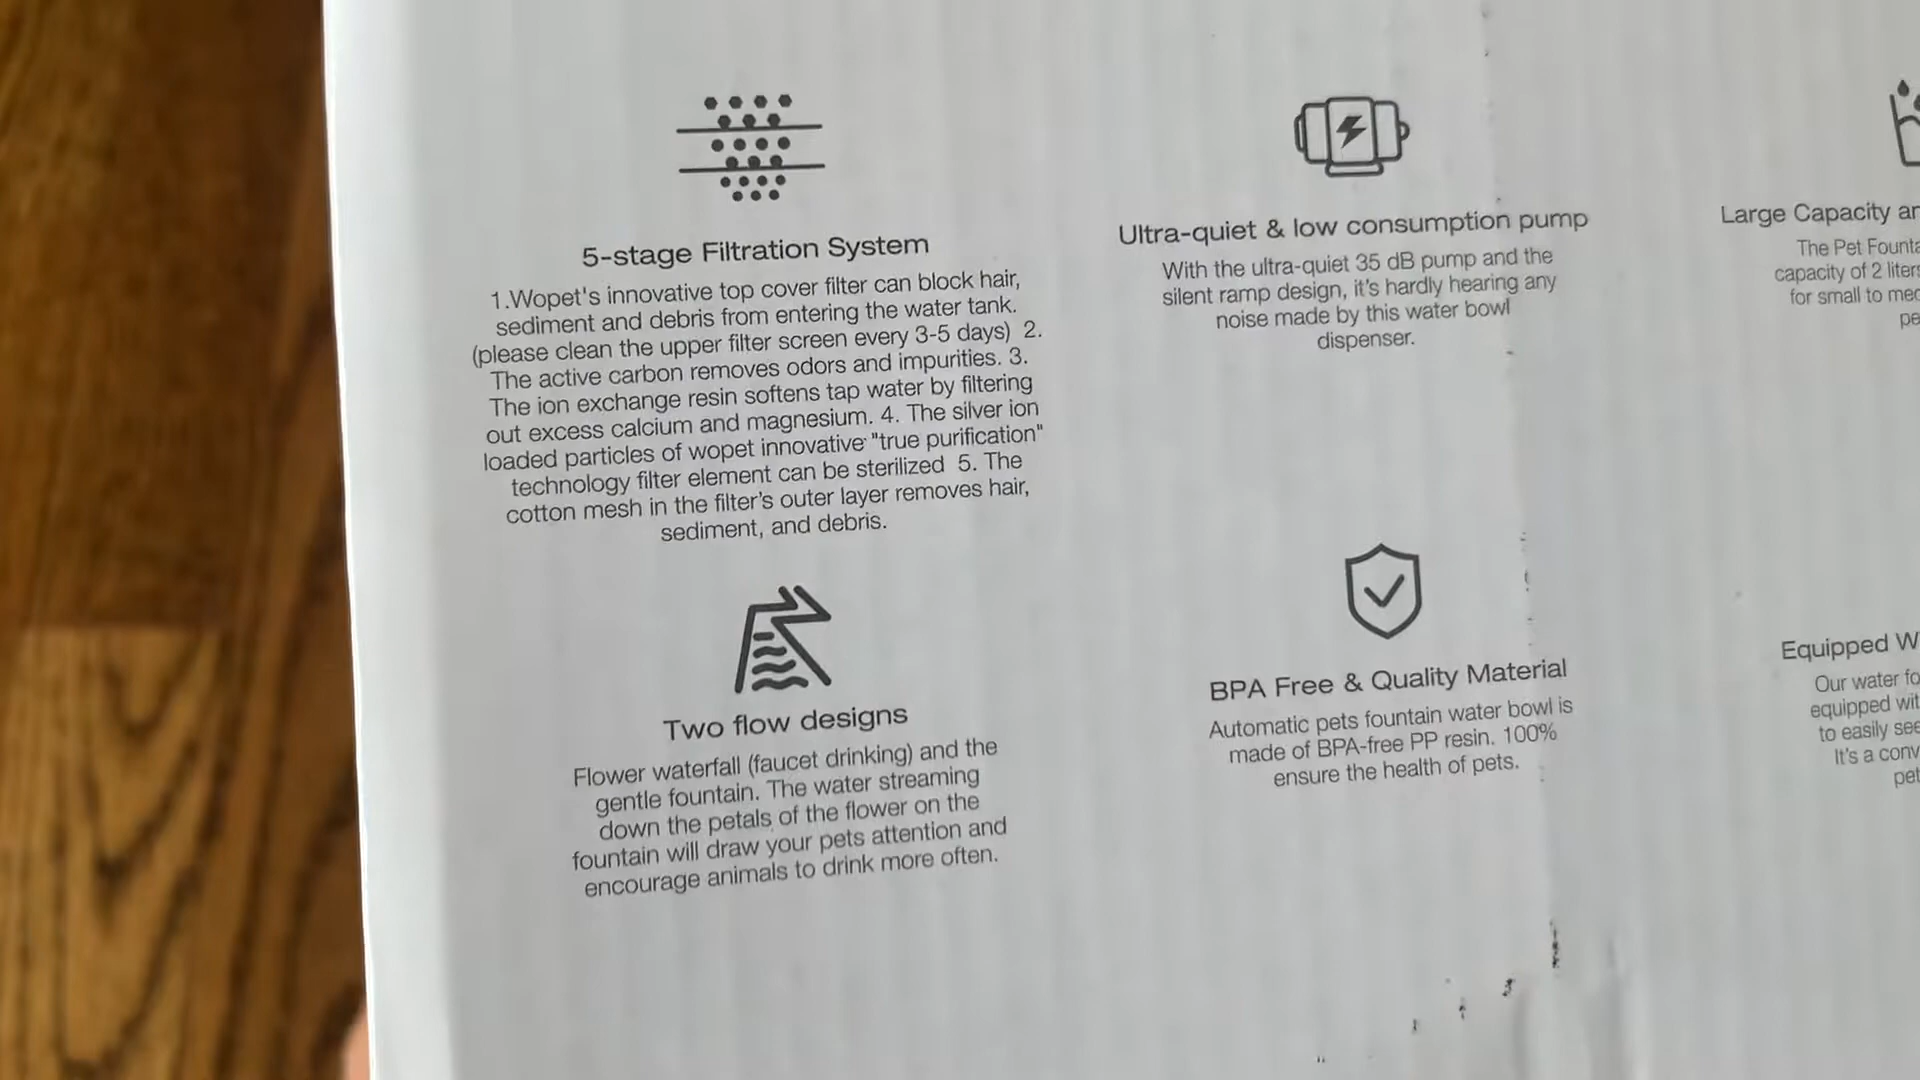 5-stage Filtration System
1.Wopet's innovative top cover filter can block hair,
sediment and debris from entering the water tank.
(please clean the upper filter screen every 3-5 days) 2.
The active carbon removes odors and impurities. 3.
The ion exchange resin softens tap water by filtering
out excess calcium and magnesium. 4. The silver ion
loaded particles of wopet innovative "true purification"
technology filter element can be sterilized 5. The
cotton mesh in the filter's outer layer removes hair,
sediment, and debris.
Ultra-quiet & low consumption pump
With the ultra-quiet 35 dB pump and the
silent ramp design, it's hardly hearing any
noise made by this water bowl
dispenser.
Large Capacity
The Pet
capacity of 2
for small to
Two flow designs
Flower waterfall (faucet drinking) and the
gentle fountain. The water streaming
down the petals of the flower on the
fountain will draw your pets attention and
encourage animals to drink more often.
BPA Free & Quality Material
Automatic pets fountain water bowl is
made of BPA-free PP resin. 100%
ensure the health of pets.
Equipped
Our water
equipped
to easily see
It's a